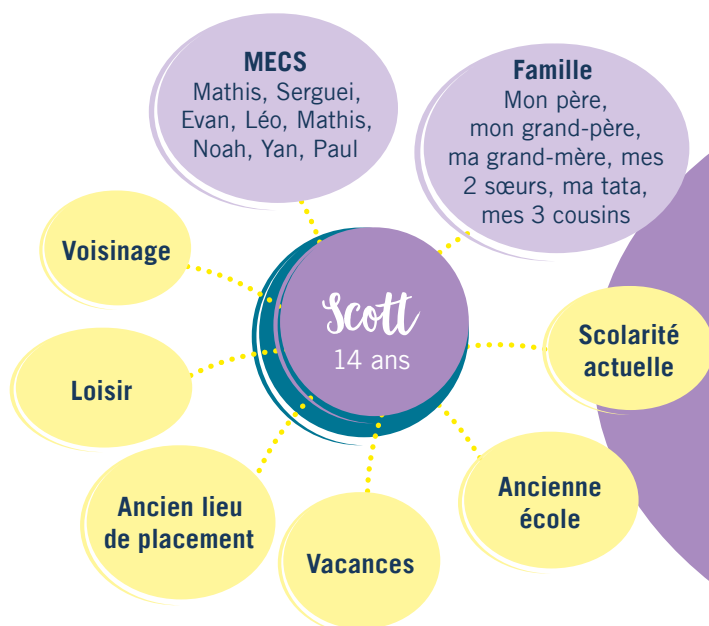 MECS
Mathis, Serguei,
Evan, Léo, Mathis,
Noah, Yan, Paul
Famille
Mon père,
mon grand-père,
ma grand-mère, mes
2 sœurs, ma tata,
mes 3 cousins
Voisinage
Scott
14 ans
Scolarité
actuelle
Loisir
Ancien lieu
de placement
Vacances
Ancienne
école